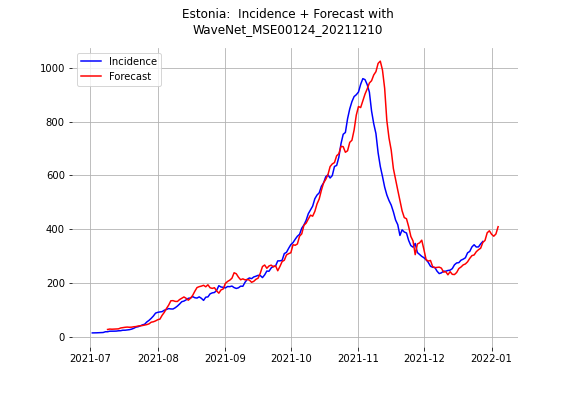 Estonia:  Incidence + Forecast with
WaveNet_MSE00124_20211210
Incidence
Forecast
1000
800
600
400
200
0
2021-07 2021-08 2021-09 2021-10 2021-11 2021-12 2022-01